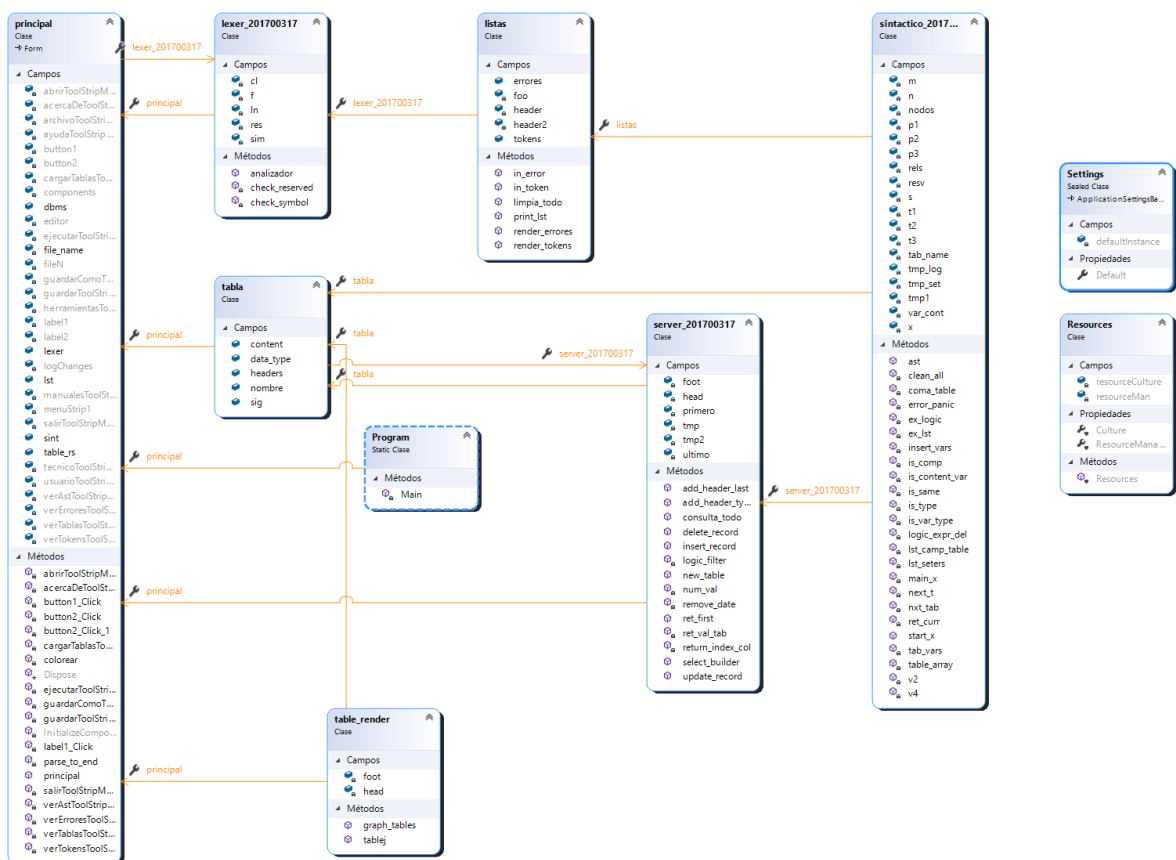 principal
Clase
Form
Campos
abrirToolStripM...
acercaDeToolSt...
archivoToolStri...
ayudaToolStrip...
button1
button2
cargarTablasTo...
components
dbms
editor
ejecutarToolStri...
file_name
fileN
guardarComoT...
guardarToolStri...
herramientasTo...
label1
label2
lexer
logChanges
lst
manualesToolSt...
menuStrip1
salirToolStripM...
sint
table_rs
tecnicoToolStri...
usuarioToolStri...
verAstToolStrip...
verErroresToolS...
verTablasToolSt...
verTokensToolS...
Métodos
abrirToolStripM...
acercaDeToolSt...
button1_Click
button2_Click
button2_Click_1
cargarTablasTo...
colorear
Dispose
ejecutarToolStri...
guardarComoT...
guardarToolStri...
InitializeCompo...
label1_Click
parse_to_end
principal
salirToolStripM...
verAstToolStrip...
verErroresToolS...
verTablasToolSt...
verTokensToolS...
lexer_201700317
principal
principal
principal
principal
principal
lexer_201700317
Clase
Campos
cl
f
ln
res
sim
Métodos
analizador
check_reserved
check_symbol
lexer_201700317
listas
Clase
Campos
errores
foo
header
header2
tokens
Métodos
in_error
in_token
limpia_todo
print_lst
render_errores
render_tokens
listas
tabla
Clase
Campos
content
data_type
headers
nombre
sig
tabla
tabla
tabla
server_201700317
Program
Static Clase
Métodos
Main
server_201700317
Clase
Campos
foot
head
primero
tmp
tmp2
ultimo
Métodos
add_header_last
add_header_ty...
consulta_todo
delete_record
insert_record
logic_filter
new_table
num_val
remove_date
ret_first
ret_val_tab
return_index_col
select_builder
update_record
server_201700317
table_render
Clase
Campos
foot
head
Métodos
graph_tables
tablej
sintactico_2017...
Clase
Campos
m
n
nodos
p1
p2
p3
rels
resv
s
t1
t2
t3
tab_name
tmp_log
tmp_set
tmp1
var_cont
x
Métodos
ast
clean_all
coma_table
error_panic
ex_logic
ex_lst
insert_vars
is_comp
is_content_var
is_same
is_type
is_var_type
logic_expr_del
lst_camp_table
lst_seters
main_x
next_t
nxt_tab
ret_curr
start_x
tab_vars
table_array
v2
v4
Settings
Sealed Clase
ApplicationSettingsBa...
Campos
defaultInstance
Propiedades
Default
Resources
Clase
Campos
resourceCulture
resourceMan
Propiedades
Culture
ResourceMana...
Métodos
Resources